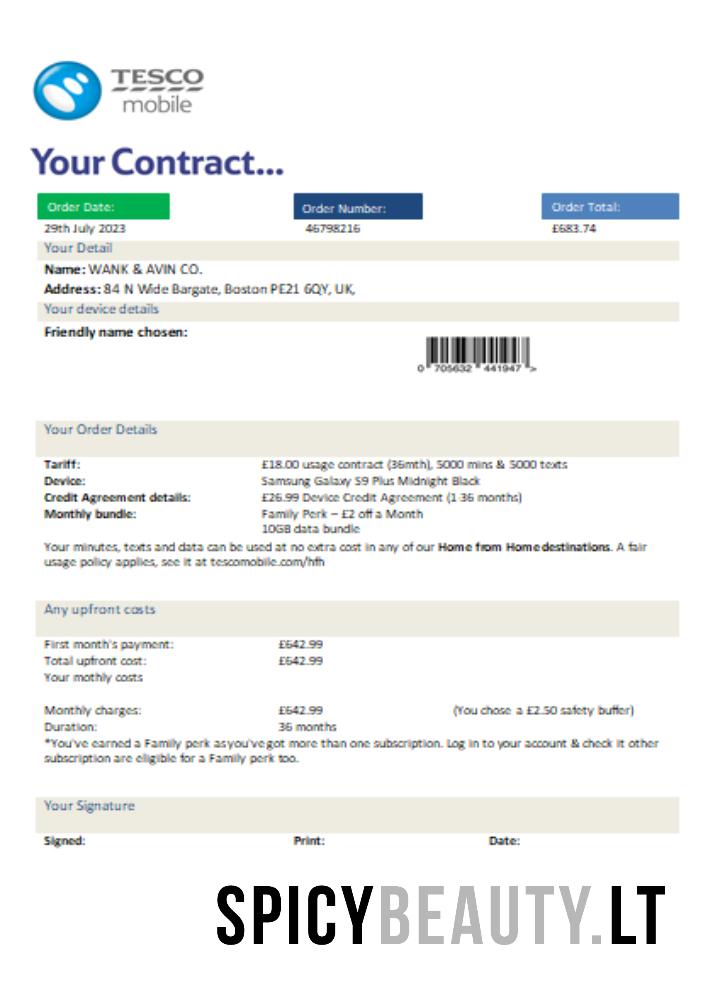 TESCO
mobile
Your Contract...
Order Date: Order Number: Order Total:
29th July 2023 46798216 £683.74
Your Detail
Name: WANK & AVIN CO.
Address: 84 N Wide Bargate, Boston PE21 6QY, UK,
Your device details
Friendly name chosen:
0 705632 441947 >
Your Order Details
Tariff: £18.00 usage contract (36mth), 5000 mins & 5000 texts
Device: Samsung Galaxy S9 Plus Midnight Black
Credit Agreement details: £26.99 Device Credit Agreement (1-36 months)
Monthly bundle: Family Perk – £2 off a Month
10GB data bundle
Your minutes, texts and data can be used at no extra cost in any of our Home from Home destinations. A fair
usage policy applies, see it at tescomobile.com/hfh
Any upfront costs
First month's payment: £642.99
Total upfront cost: £642.99
Your mothly costs
Monthly charges: £642.99 (You chose a £2.50 safety buffer)
Duration: 36 months
*You've earned a Family perk as you've got more than one subscription. Log in to your account & check it other
subscription are eligible for a Family perk too.
Your Signature
Signed: Print: Date:
SPICYBEAUTY.LT